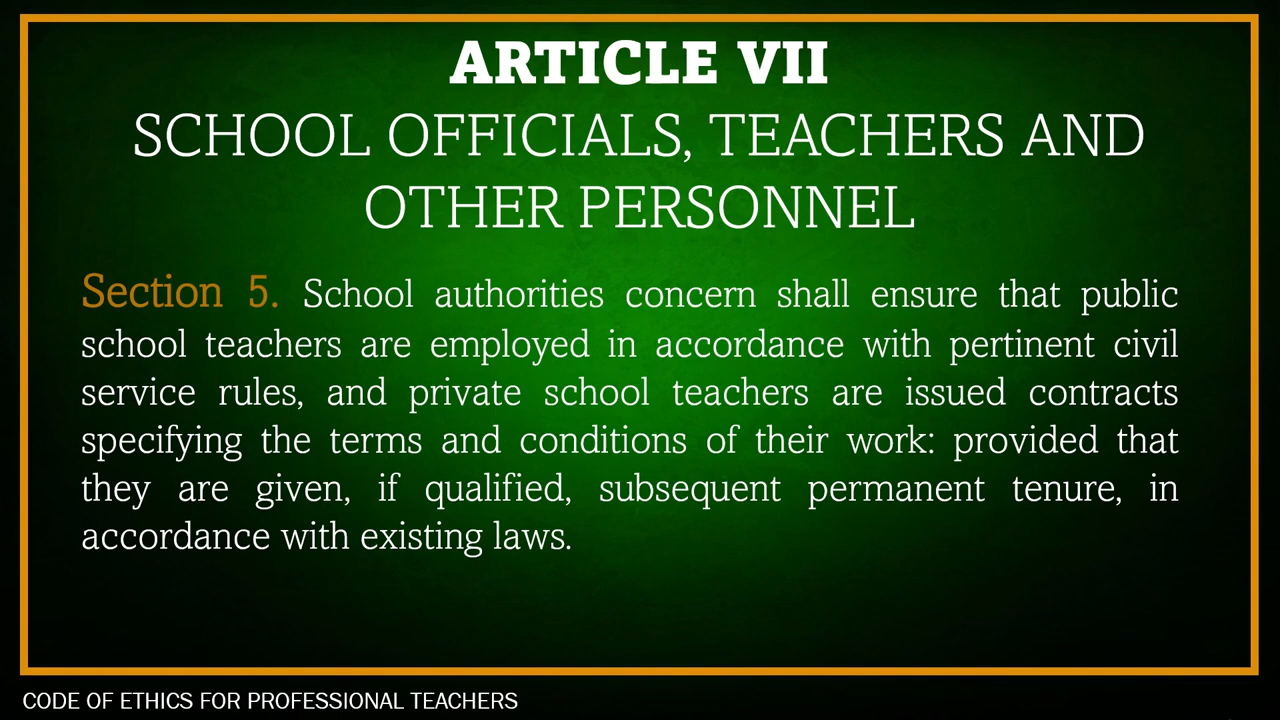 ARTICLE VII
SCHOOL OFFICIALS, TEACHERS AND
OTHER PERSONNEL
Section 5. School authorities concern shall ensure that public
school teachers are employed in accordance with pertinent civil
service rules, and private school teachers are issued contracts
specifying the terms and conditions of their work: provided that
they are given, if qualified, subsequent permanent tenure, in
accordance with existing laws.
CODE OF ETHICS FOR PROFESSIONAL TEACHERS